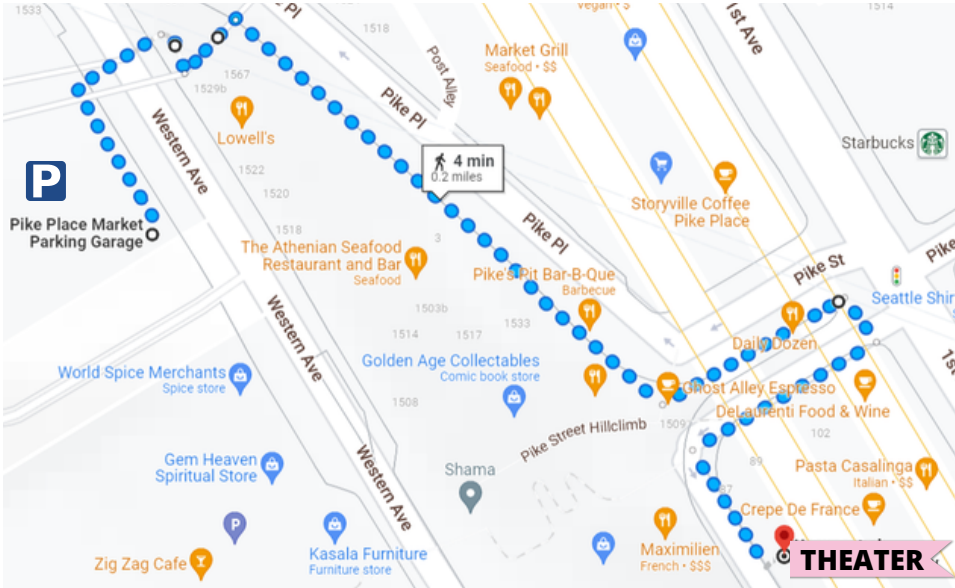 1533
Pl
1518
Vegan • $
1st Ave
1514
Market Grill
Seafood • $$
Post Alley
1567
1529b
Pike Pl
Lowell's
Western Ave
Starbucks
4 min
0.2 miles
P
1522
1520
Storyville Coffee
Pike Place
Pike Place Market
Parking Garage
1518
3
Pike Pl
The Athenian Seafood
Restaurant and Bar
Seafood
Pike St
Pike
Pike's Pit Bar-B-Que
Barbecue
Seattle Shir
1503b
1533
Western Ave
1514
1517
Daily Dozen
1st
Golden Age Collectables
Comic book store
World Spice Merchants
Spice store
Ghost Alley Espresso
1508
DeLaurenti Food & Wine
1509
Pike Street Hillclimb
102
Gem Heaven
Spiritual Store
Shama
89
Pasta Casalinga
Italian • $$
Western Ave
87
Crepe De France
P
Kasala Furniture
Furniture store
Maximilien
French • $$$
Zig Zag Cafe
THEATER